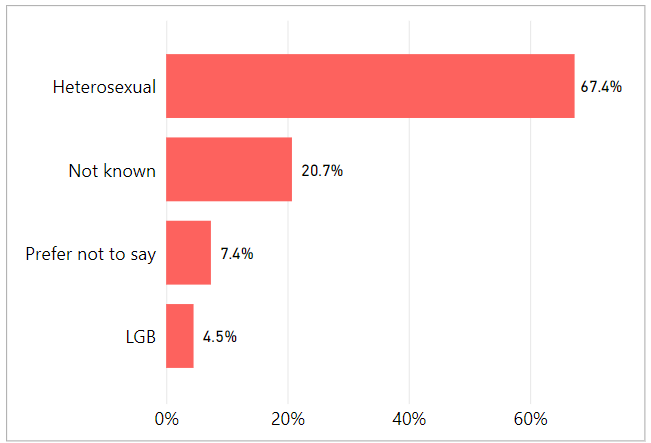 Heterosexual 67.4%
Not known 20.7%
Prefer not to say 7.4%
LGB 4.5%
0% 20% 40% 60%